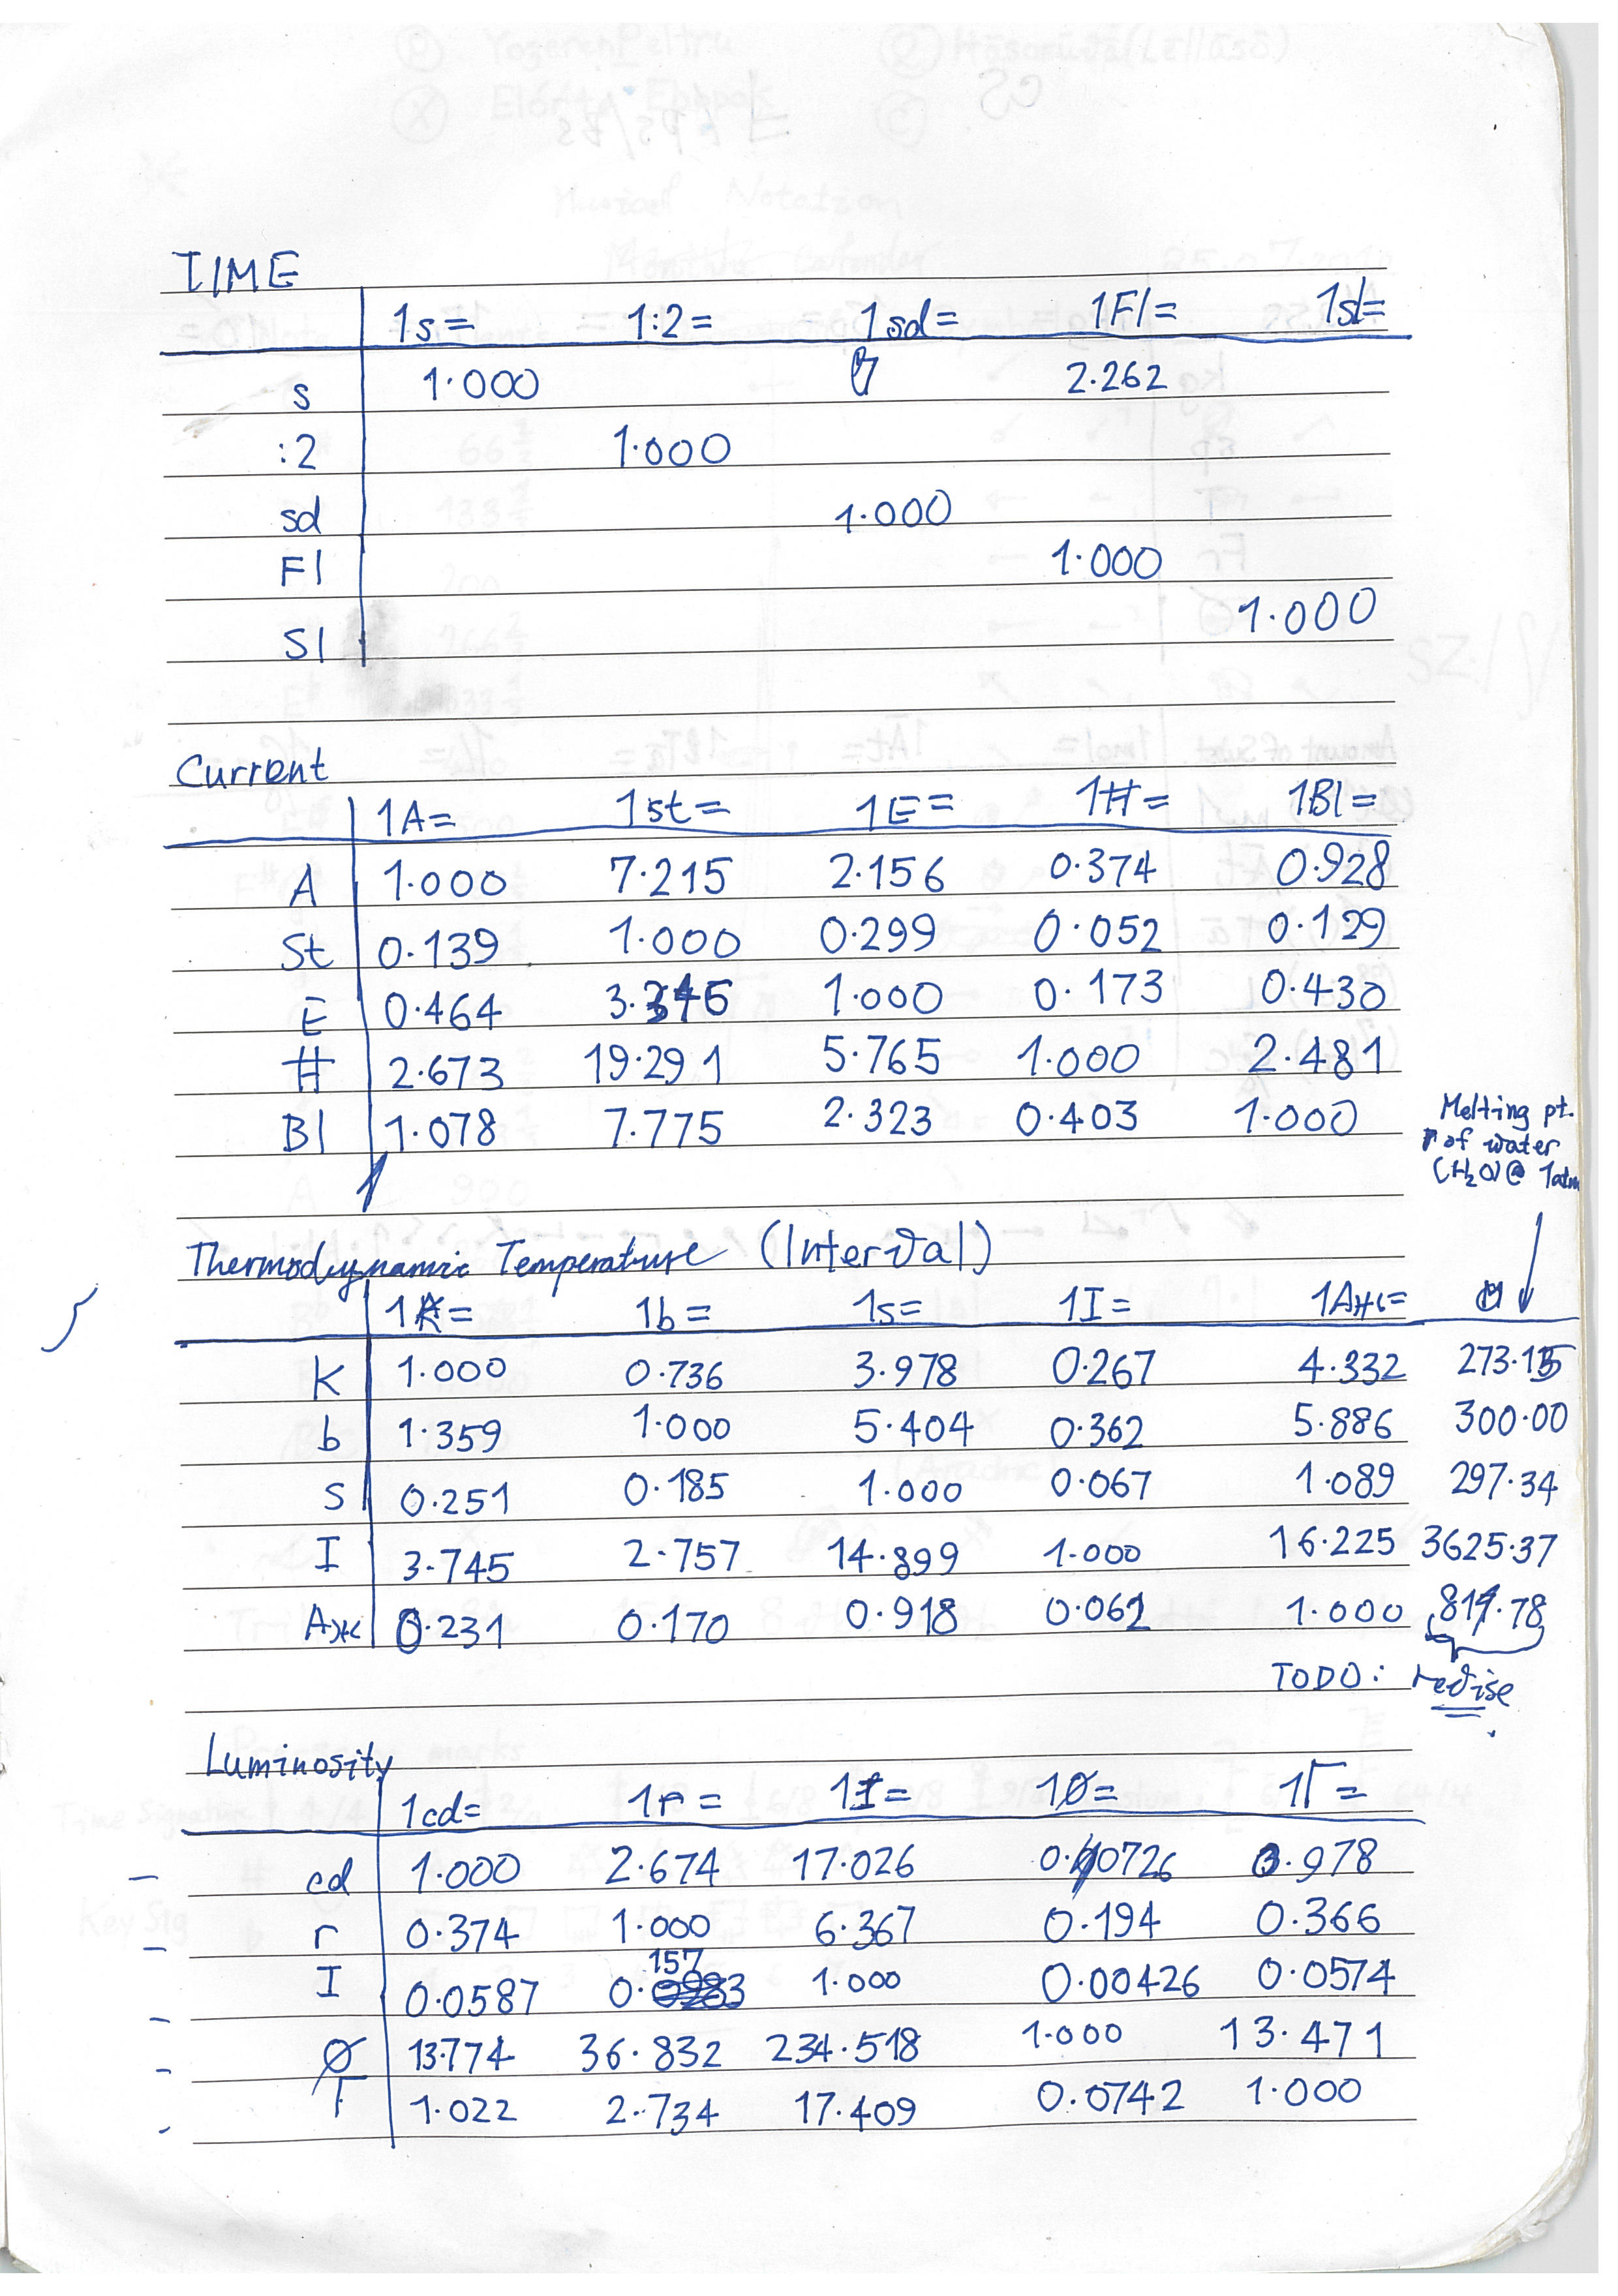 TIME
1s= 1:2= 1sd= 1Fl= 1sl=
s 1.000 2.262
:2 1.000
sd 1.000
Fl 1.000
Sl 1.000
Current
1A= 1st= 1E= 1H= 1Bl=
A 1.000 7.215 2.156 0.374 0.928
St 0.139 1.000 0.299 0.052 0.129
E 0.464 3.346 1.000 0.173 0.430
H 2.673 19.291 5.765 1.000 2.481
Bl 1.078 7.775 2.323 0.403 1.000
Melting pt.
of water
(H₂O)@ 1atm
Thermodynamic Temperature (Interval)
1K= 1b= 1s= 1I= 1Aжc=
K 1.000 0.736 3.978 0.267 4.332 273.15
b 1.359 1.000 5.404 0.362 5.886 300.00
s 0.251 0.185 1.000 0.067 1.089 297.34
I 3.745 2.757 14.899 1.000 16.225 3625.37
Aжc 0.231 0.170 0.918 0.062 1.000 819.78
TODO: revise
Luminosity
1cd= 1r= 1I= 1Ø= 1Γ=
cd 1.000 2.674 17.026 0.0726 0.978
r 0.374 1.000 6.367 0.194 0.366
I 0.0587 0.157 1.000 0.00426 0.0574
Ø 13.774 36.832 234.518 1.000 13.471
Γ 1.022 2.734 17.409 0.0742 1.000